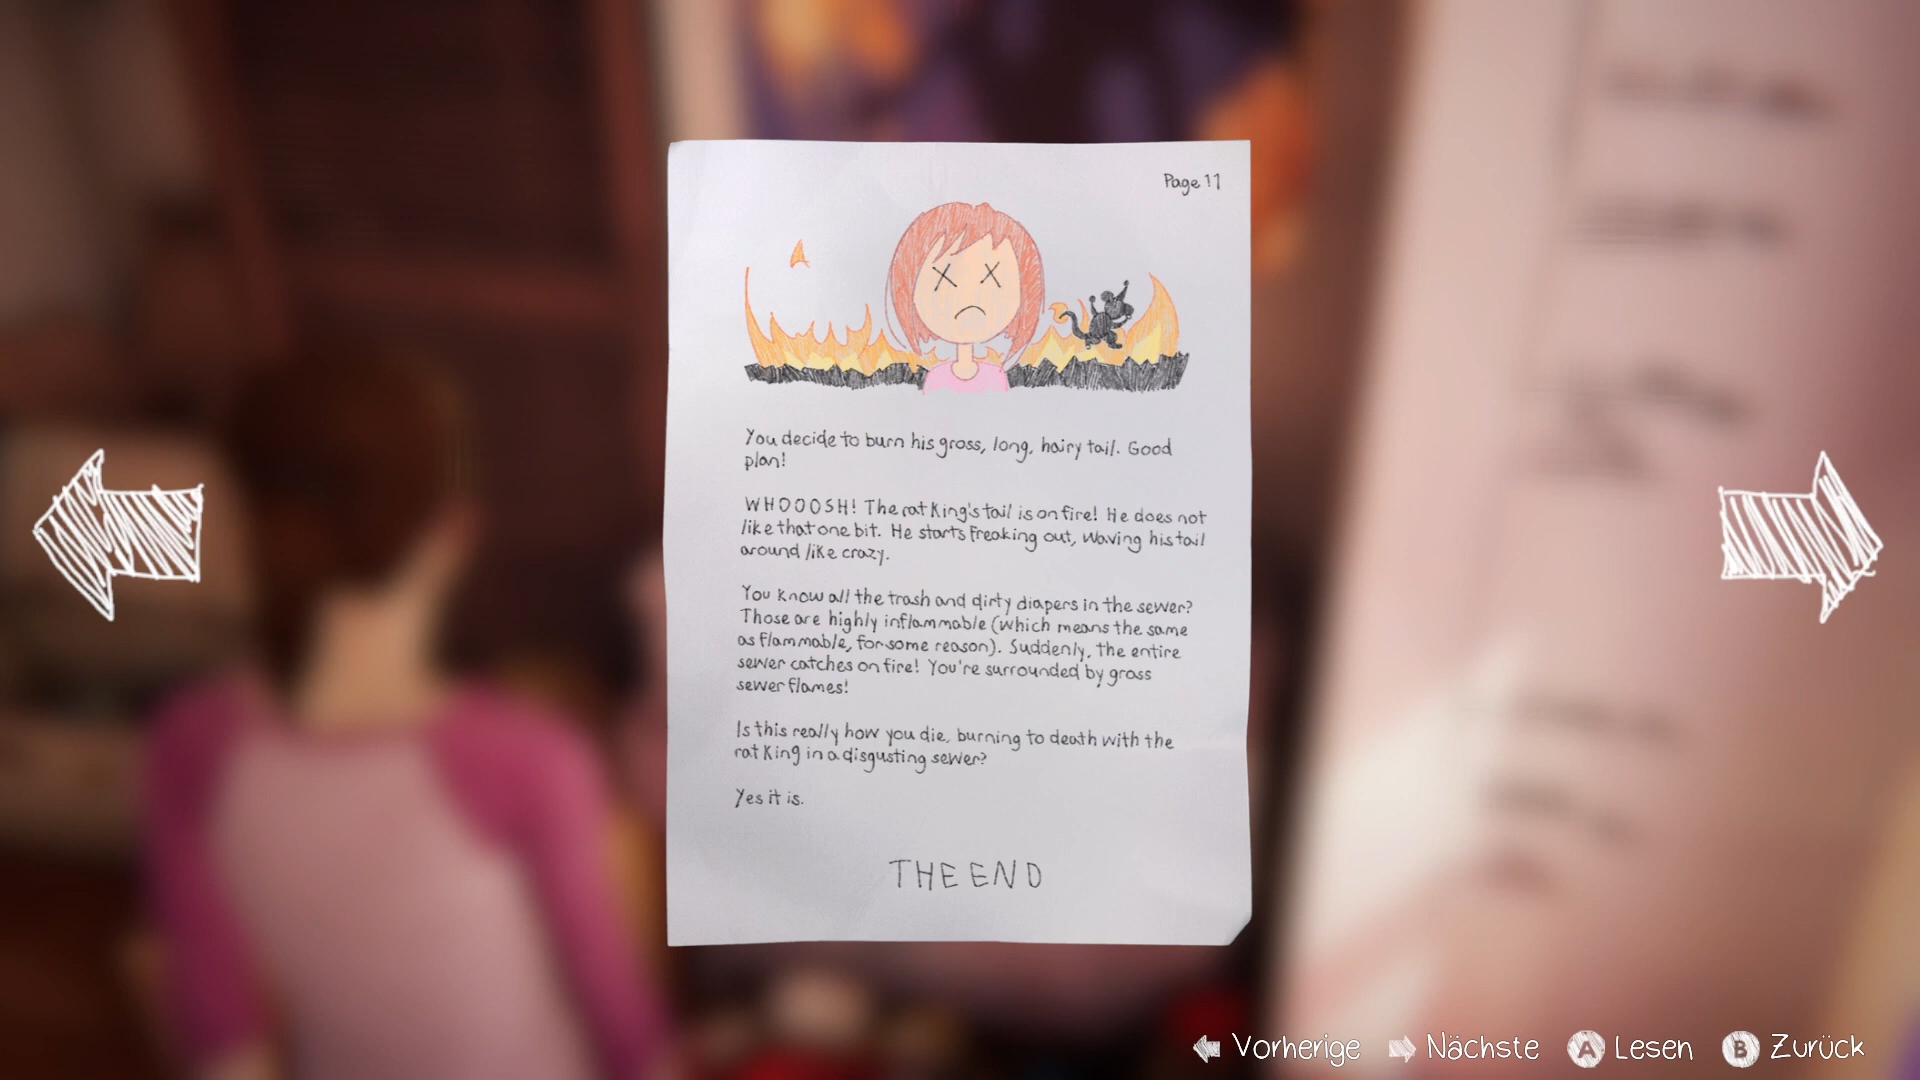 Page 11
You decide to burn his gross, long, hairy tail. Good
plan!
WHOOOSH! The rat King's tail is on fire! He does not
like that one bit. He starts freaking out, waving his tail
around like crazy.
You know all the trash and dirty diapers in the sewer?
Those are highly inflammable (which means the same
as flammable, for some reason). Suddenly, the entire
sewer catches on fire! You're surrounded by gross
sewer flames!
Is this really how you die, burning to death with the
rat King in a disgusting sewer?
Yes it is.
THE END
Vorherige Nächste A Lesen B Zurück